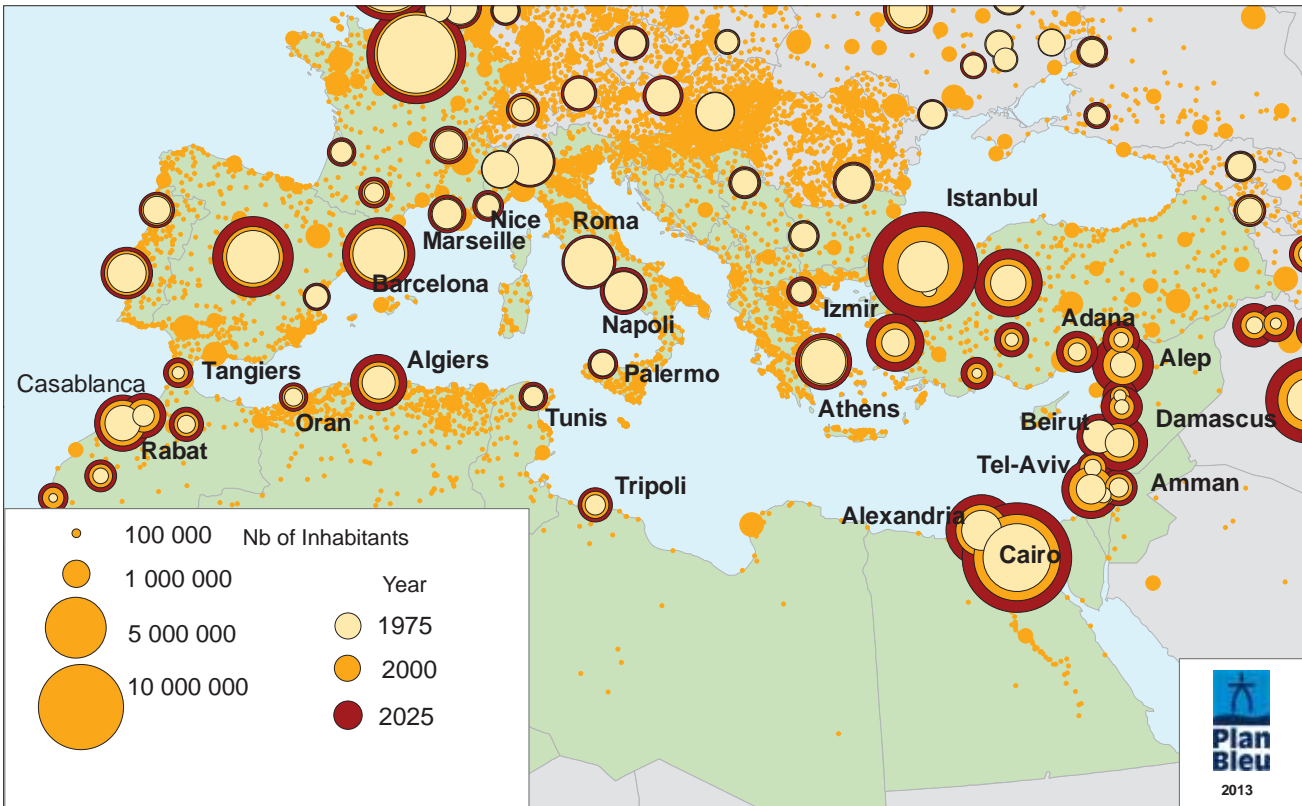 Istanbul
Nice
Roma
Marseille
Barcelona
Izmir
Napoli
Adana
Algiers
Tangiers
Palermo
Alep
Casablanca
Athens
Oran
Tunis
Beirut
Damascus
Rabat
Tel-Aviv
Tripoli
Amman
Alexandria
Cairo
100 000
Nb of Inhabitants
1 000 000
5 000 000
10 000 000
Year
1975
2000
2025
Plan
Bleu
2013